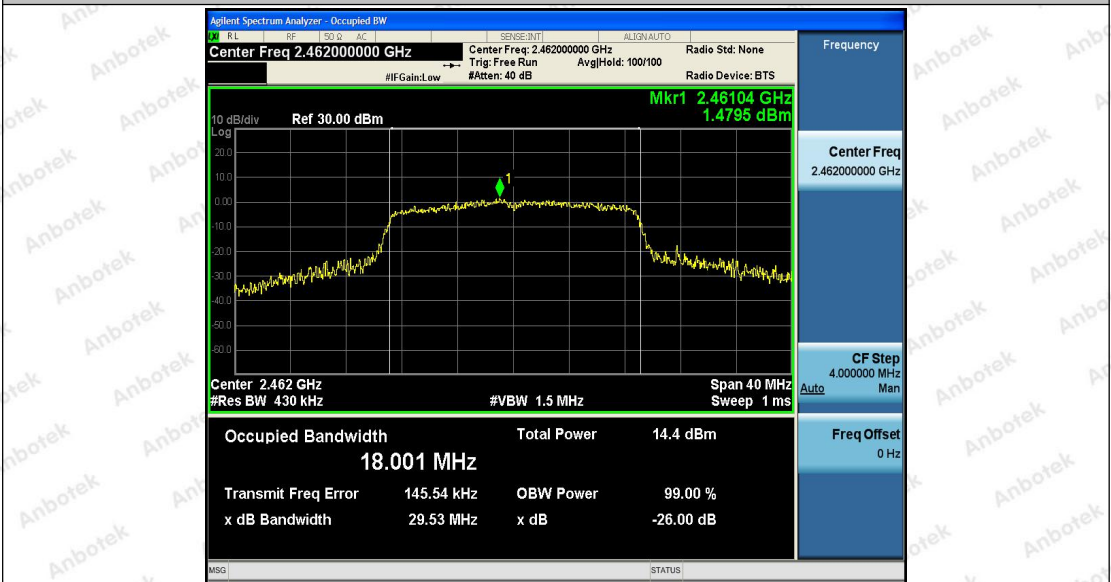 Agilent Spectrum Analyzer - Occupied BW
LXI RL RF 50 Ω AC SENSE:INT ALIGN AUTO
Center Freq 2.462000000 GHz
Center Freq: 2.462000000 GHz
Radio Std: None
Trig: Free Run Avg|Hold: 100/100
#IFGain:Low #Atten: 40 dB Radio Device: BTS
Mkr1 2.46104 GHz
1.4795 dBm
10 dB/div Ref 30.00 dBm
Log
20.0
10.0
0.00
-10.0
-20.0
-30.0
-40.0
-50.0
-60.0
1
Center 2.462 GHz Span 40 MHz
#Res BW 430 kHz #VBW 1.5 MHz Sweep 1 ms
Occupied Bandwidth Total Power 14.4 dBm
18.001 MHz
Transmit Freq Error 145.54 kHz OBW Power 99.00 %
x dB Bandwidth 29.53 MHz x dB -26.00 dB
MSG STATUS
Frequency
Center Freq
2.462000000 GHz
CF Step
4.000000 MHz
Auto Man
Freq Offset
0 Hz
Anbotek